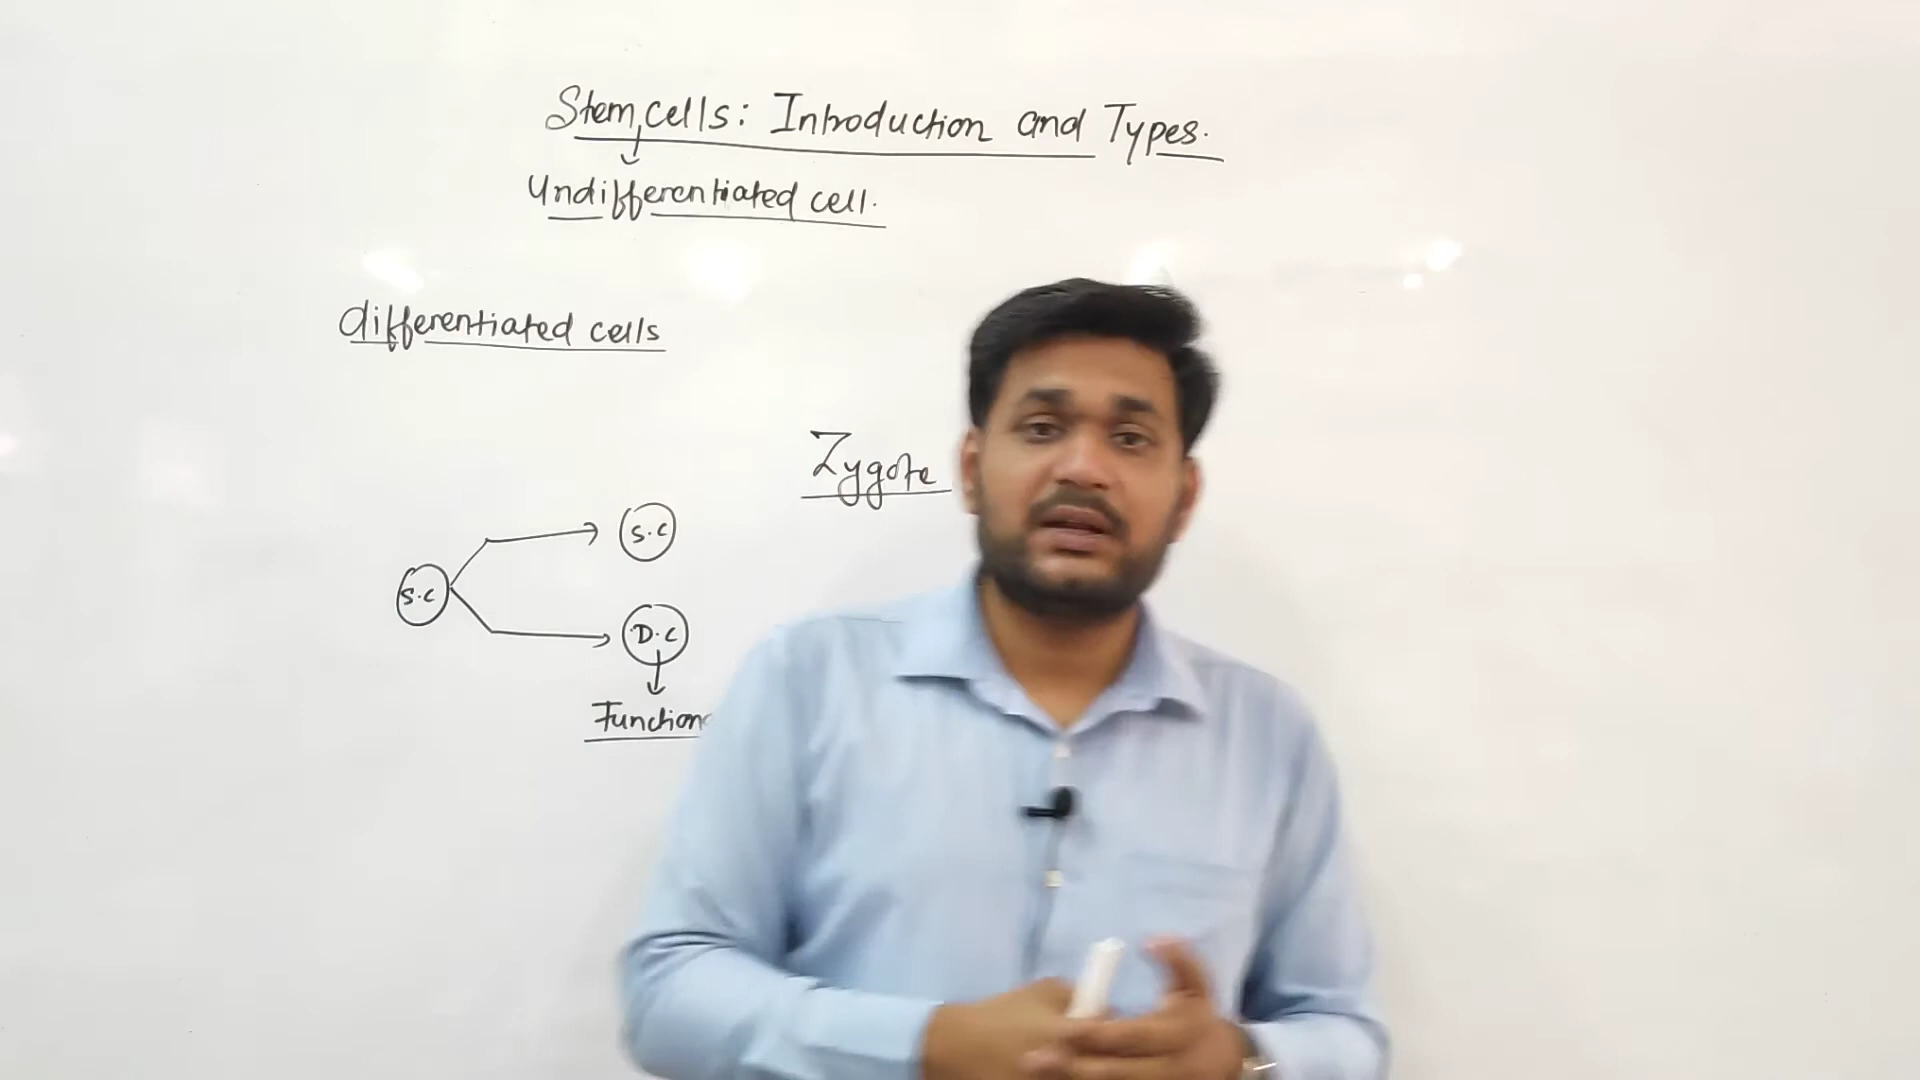 Stem cells: Introduction and Types.
Undifferentiated cell.
differentiated cells
Zygote
S.C
S.C
D.C